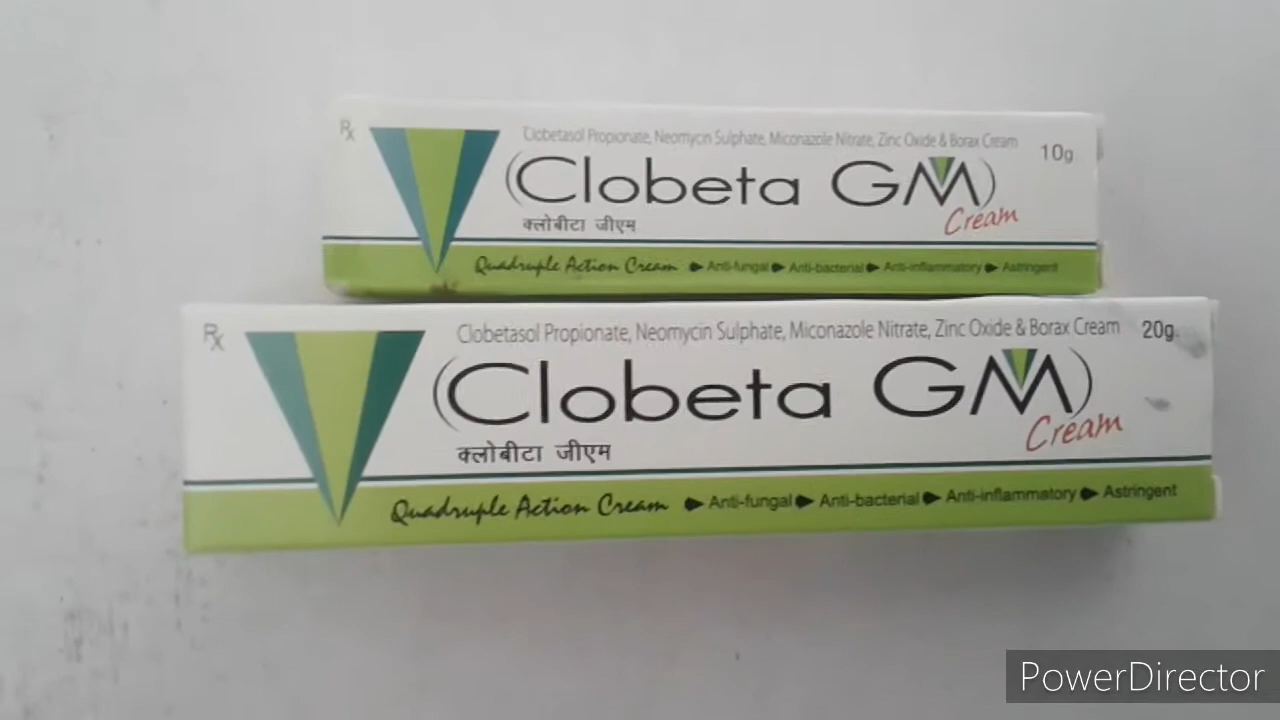 Rx
Clobetasol Propionate, Neomycin Sulphate, Miconazole Nitrate, Zinc Oxide & Borax Cream
10g
(Clobeta GM)
Cream
क्लोबीटा जीएम
Quadruple Action Cream ▶ Anti-fungal ▶ Anti-bacterial ▶ Anti-inflammatory ▶ Astringent
Rx
Clobetasol Propionate, Neomycin Sulphate, Miconazole Nitrate, Zinc Oxide & Borax Cream
20g.
(Clobeta GM)
Cream
क्लोबीटा जीएम
Quadruple Action Cream ▶ Anti-fungal ▶ Anti-bacterial ▶ Anti-inflammatory ▶ Astringent
PowerDirector